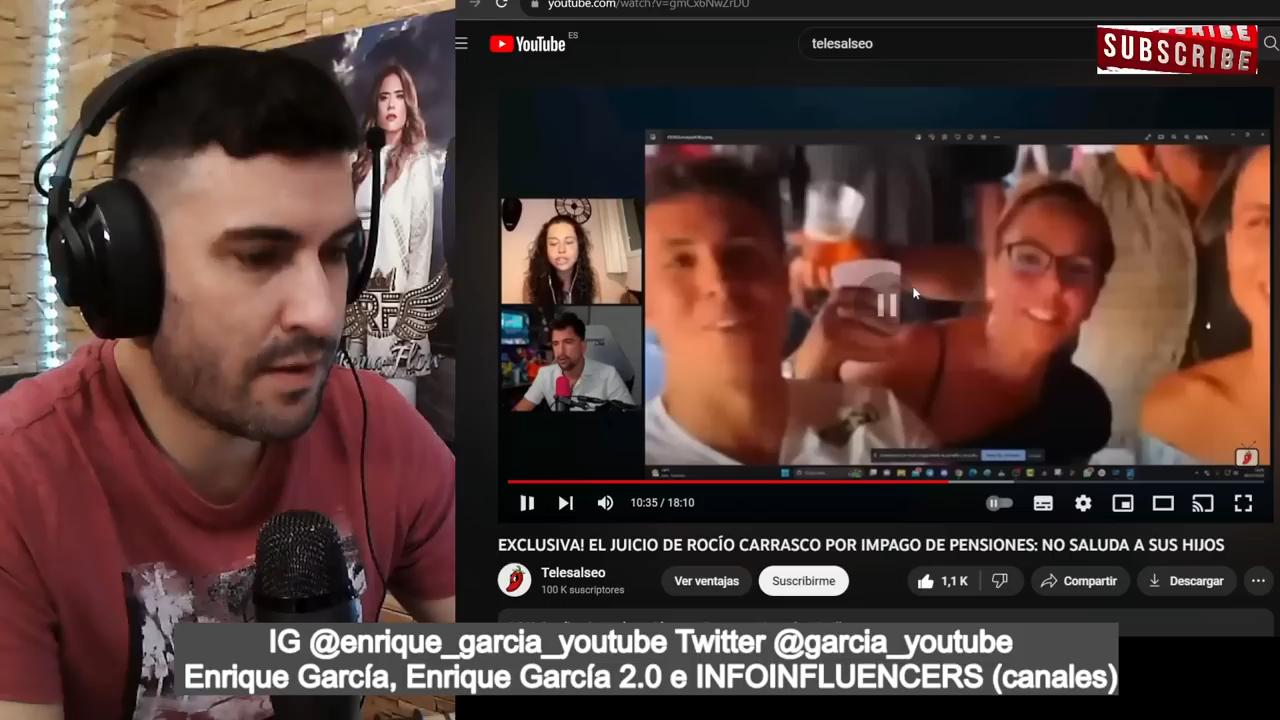 youtube.com/watch?v=gmCx6NwZrDU
YouTube ES
telesalseo
SUBSCRIBE
RF
10:35 / 18:10
EXCLUSIVA! EL JUICIO DE ROCÍO CARRASCO POR IMPAGO DE PENSIONES: NO SALUDA A SUS HIJOS
Telesalseo
100 K suscriptores
Ver ventajas
Suscribirme
1,1 K
Compartir
Descargar
IG @enrique_garcia_youtube Twitter @garcia_youtube
Enrique García, Enrique García 2.0 e INFOINFLUENCERS (canales)